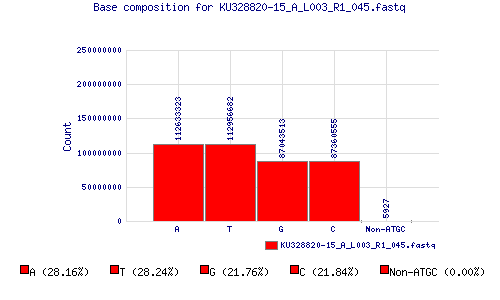 Base composition for KU328820-15_A_L003_R1_045.fastq
250000000
200000000
150000000
100000000
50000000
0
Count
112633323
112956682
87043513
87360555
5927
A T G C Non-ATGC
KU328820-15_A_L003_R1_045.fastq
A (28.16%) T (28.24%) G (21.76%) C (21.84%) Non-ATGC (0.00%)